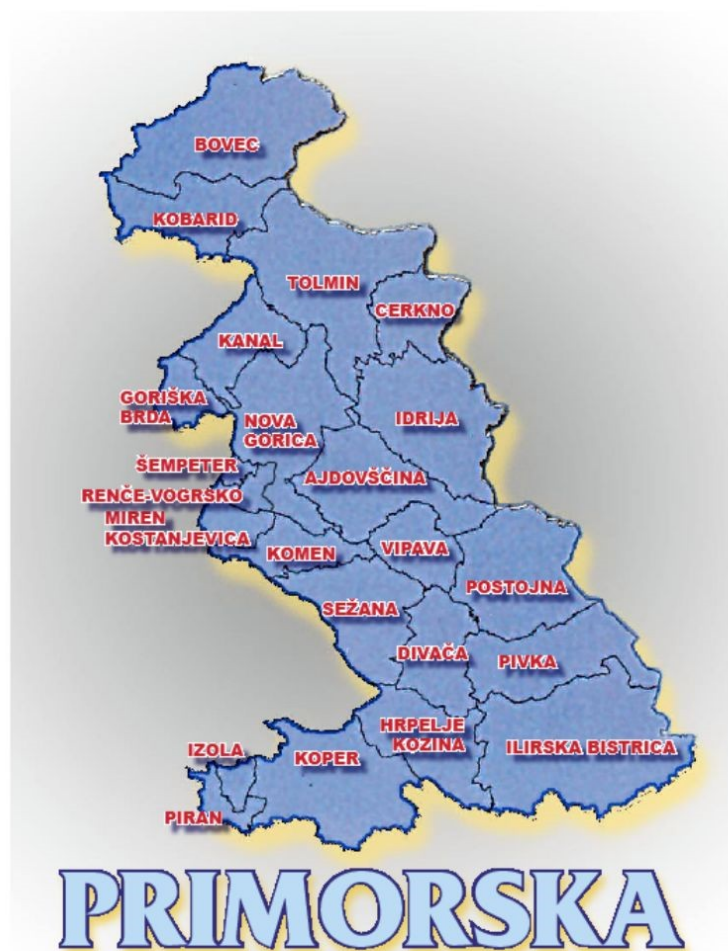 BOVEC
KOBARID
TOLMIN
CERKNO
KANAL
GORIŠKA
BRDA
NOVA
GORICA
IDRIJA
ŠEMPETER
AJDOVŠČINA
RENČE-VOGRSKO
MIREN
KOSTANJEVICA
KOMEN
VIPAVA
POSTOJNA
SEŽANA
DIVAČA
PIVKA
HRPELJE
KOZINA
IZOLA
KOPER
ILIRSKA BISTRICA
PIRAN
PRIMORSKA